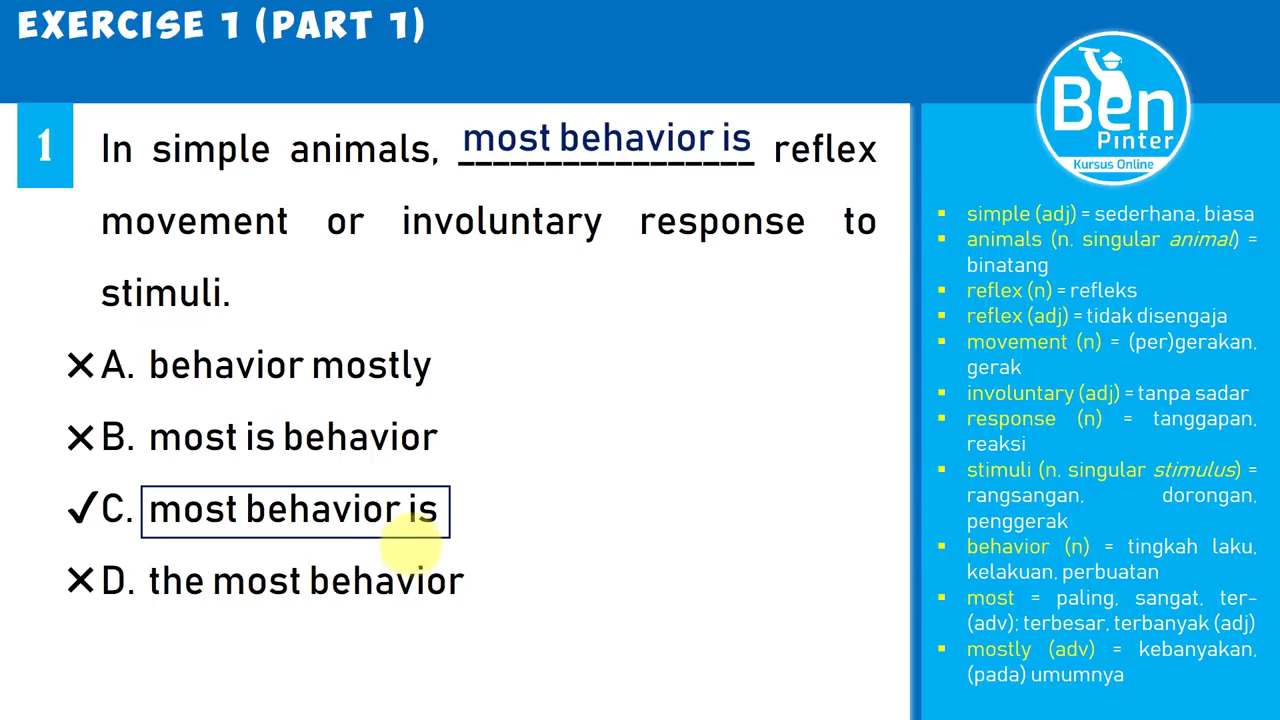 EXERCISE 1 (PART 1)
1
In simple animals, most behavior is reflex
movement or involuntary response to
stimuli.
×A. behavior mostly
×B. most is behavior
✓C. most behavior is
×D. the most behavior
Ben
Pinter
Kursus Online
▪ simple (adj) = sederhana, biasa
▪ animals (n. singular animal) =
binatang
▪ reflex (n) = refleks
▪ reflex (adj) = tidak disengaja
▪ movement (n) = (per)gerakan,
gerak
▪ involuntary (adj) = tanpa sadar
▪ response (n) = tanggapan,
reaksi
▪ stimuli (n. singular stimulus) =
rangsangan, dorongan,
penggerak
▪ behavior (n) = tingkah laku,
kelakuan, perbuatan
▪ most = paling, sangat, ter-
(adv); terbesar, terbanyak (adj)
▪ mostly (adv) = kebanyakan,
(pada) umumnya